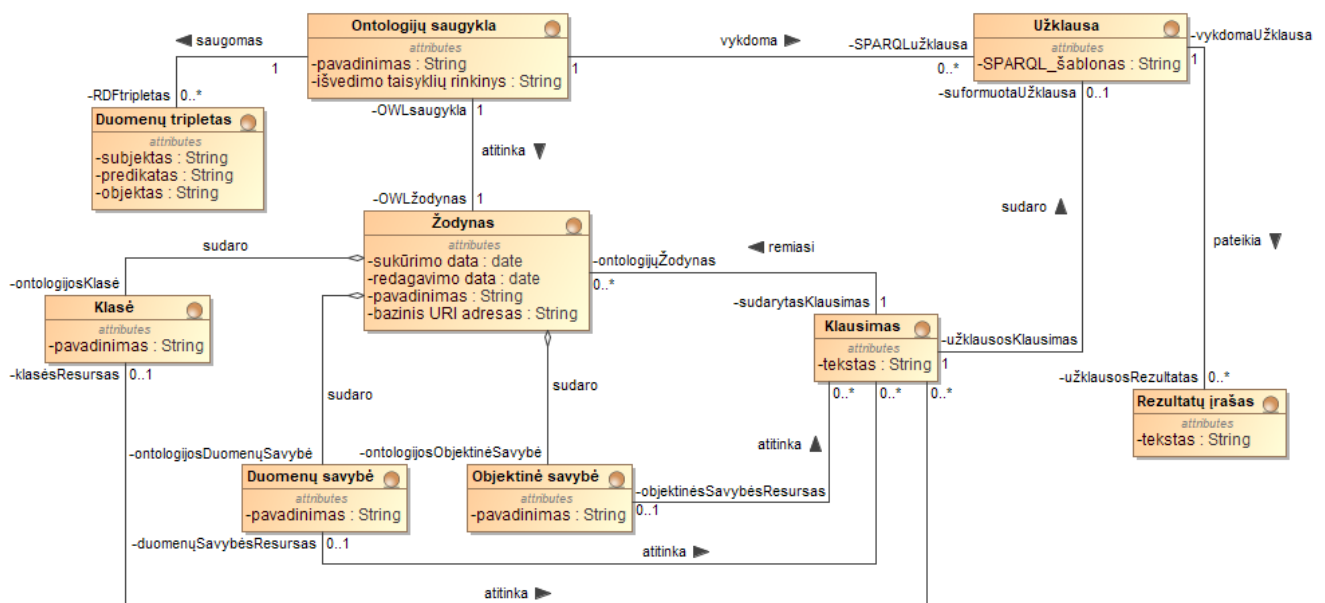 Ontologijų saugykla
attributes
-pavadinimas : String
-išvedimo taisyklių rinkinys : String
Užklausa
attributes
-SPARQL_šablonas : String
saugomas
1
vykdoma
1
-SPARQLužklausa
0..*
-vykdomaUžklausa
1
-RDFtripletas
0..*
-OWLsaugykla
1
-suformuotaUžklausa
0..1
Duomenų tripletas
attributes
-subjektas : String
-predikatas : String
-objektas : String
atitinka
-OWLžodynas
1
sudaro
pateikia
Žodynas
attributes
-sukūrimo data : date
-redagavimo data : date
-pavadinimas : String
-bazinis URI adresas : String
sudaro
remiasi
-ontologijųŽodynas
0..*
-ontologijosKlasė
-sudarytasKlausimas
1
Klasė
attributes
-pavadinimas : String
Klausimas
attributes
-tekstas : String
-užklausosKlausimas
1
-klasėsResursas
0..1
sudaro
sudaro
0..*
0..*
0..*
-užklausosRezultatas
0..*
Rezultatų įrašas
attributes
-tekstas : String
-ontologijosDuomenųSavybė
-ontologijosObjektinėSavybė
atitinka
Duomenų savybė
attributes
-pavadinimas : String
Objektinė savybė
attributes
-pavadinimas : String
-objektinėsSavybėsResursas
0..1
-duomenųSavybėsResursas
0..1
atitinka
atitinka